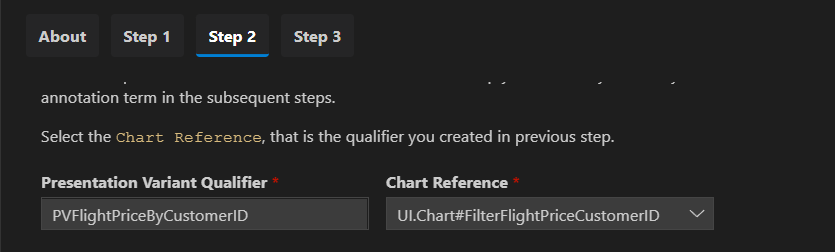 About Step 1 Step 2 Step 3
annotation term in the subsequent steps.
Select the Chart Reference, that is the qualifier you created in previous step.
Presentation Variant Qualifier * Chart Reference *
PVFlightPriceByCustomerID UI.Chart#FilterFlightPriceCustomerID